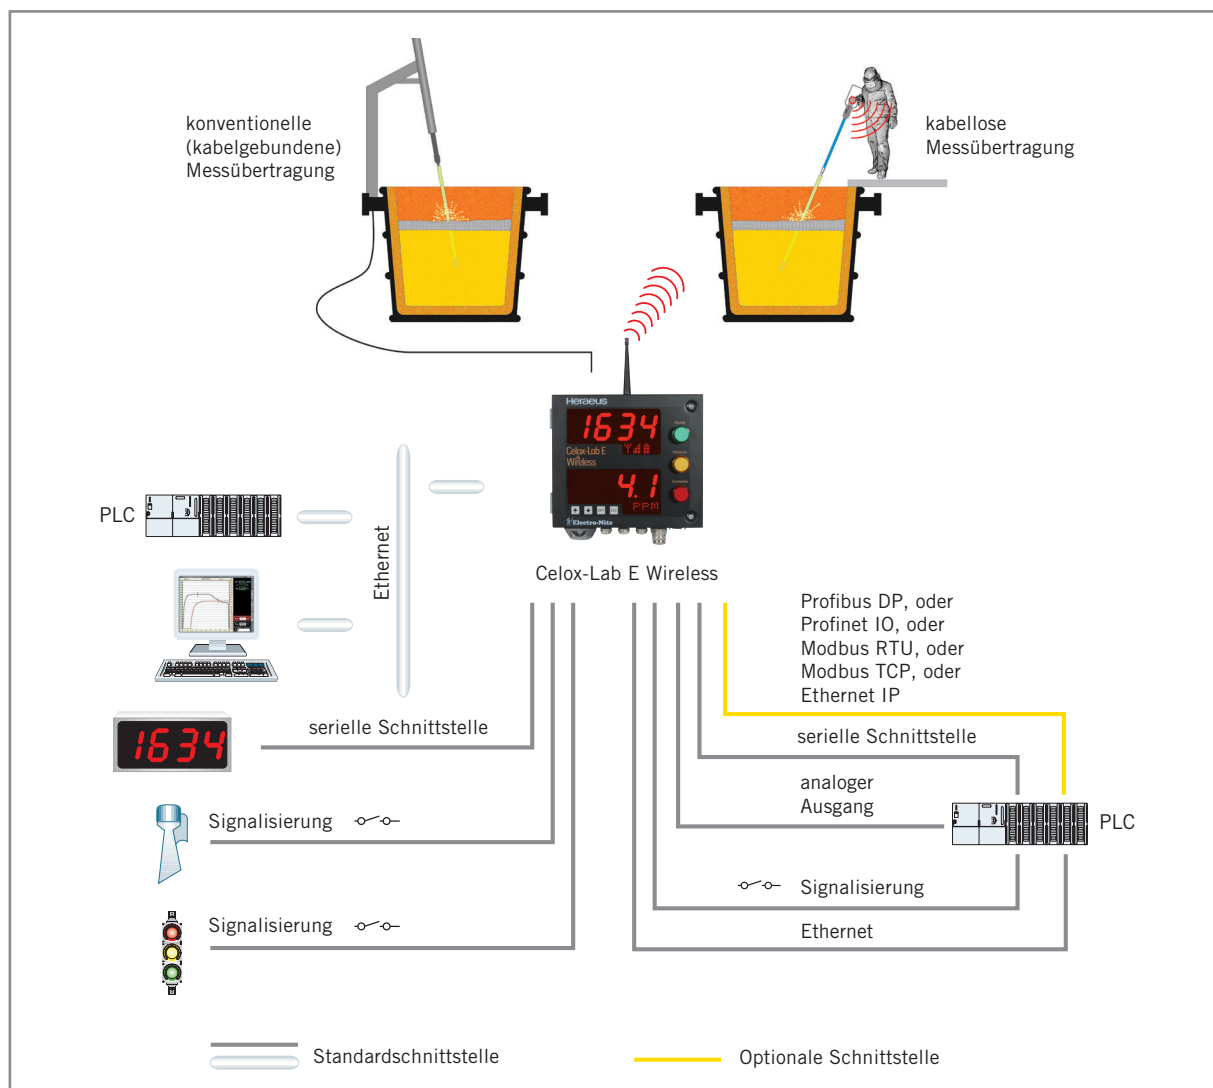 konventionelle
(kabelgebundene)
Messübertragung
kabellose
Messübertragung
Heraeus
1634
Celox-Lab E
Wireless
4.1
PPM
Electro-Nite
Celox-Lab E Wireless
PLC
Ethernet
1634
serielle Schnittstelle
Signalisierung
Signalisierung
Profibus DP, oder
Profinet IO, oder
Modbus RTU, oder
Modbus TCP, oder
Ethernet IP
serielle Schnittstelle
analoger
Ausgang
PLC
Signalisierung
Ethernet
Standardschnittstelle
Optionale Schnittstelle